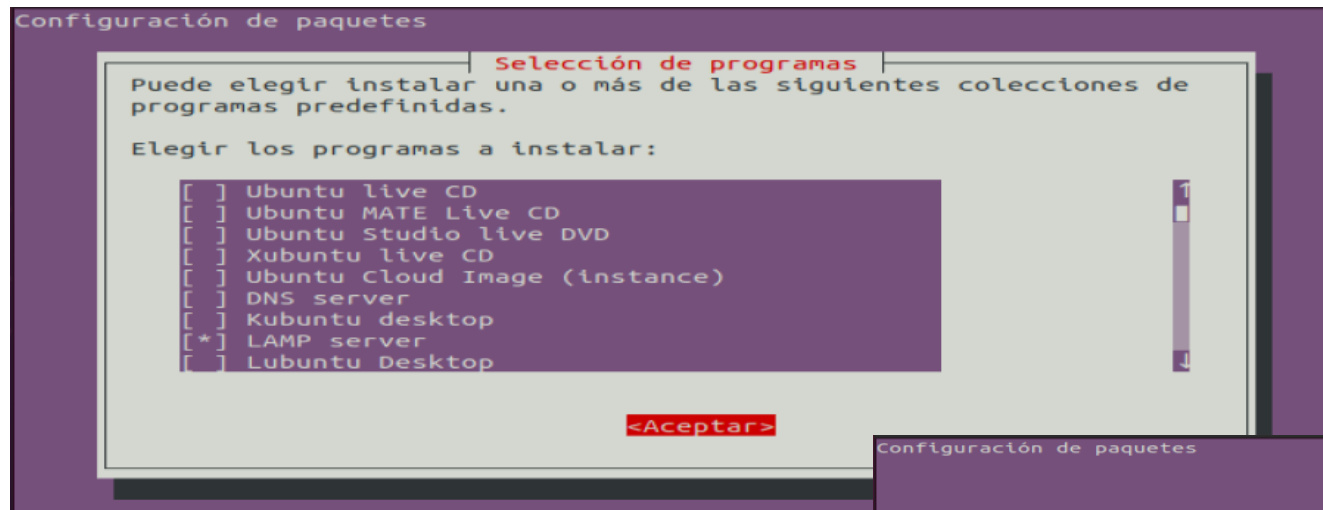 Configuración de paquetes
Selección de programas
Puede elegir instalar una o más de las siguientes colecciones de
programas predefinidas.
Elegir los programas a instalar:
[ ] Ubuntu live CD
[ ] Ubuntu MATE Live CD
[ ] Ubuntu Studio live DVD
[ ] Xubuntu live CD
[ ] Ubuntu Cloud Image (instance)
[ ] DNS server
[ ] Kubuntu desktop
[*] LAMP server
[ ] Lubuntu Desktop
<Aceptar>
Configuración de paquetes